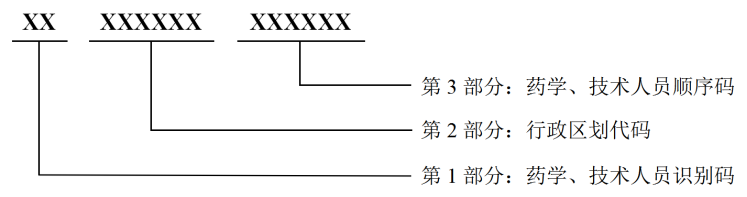 XX XXXXXX XXXXXX
第 3 部分：药学、技术人员顺序码
第 2 部分：行政区划代码
第 1 部分：药学、技术人员识别码